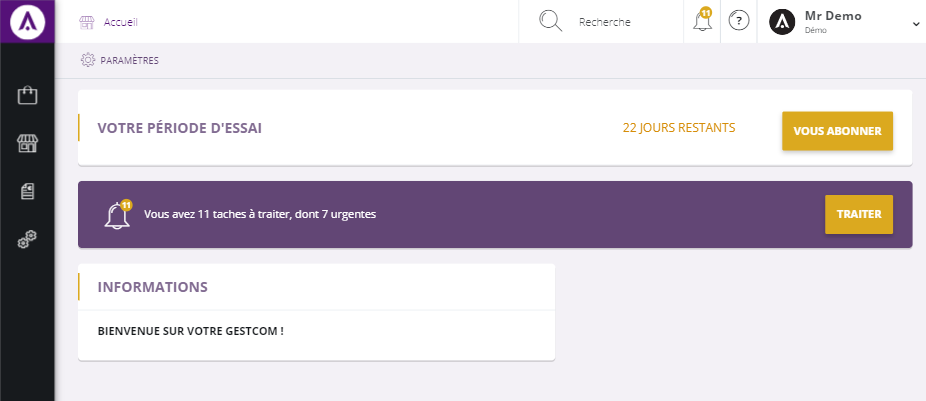 Accueil
Recherche
11
?
Mr Demo
Démo
PARAMÈTRES
VOTRE PÉRIODE D'ESSAI
22 JOURS RESTANTS
VOUS ABONNER
11
Vous avez 11 taches à traiter, dont 7 urgentes
TRAITER
INFORMATIONS
BIENVENUE SUR VOTRE GESTCOM !